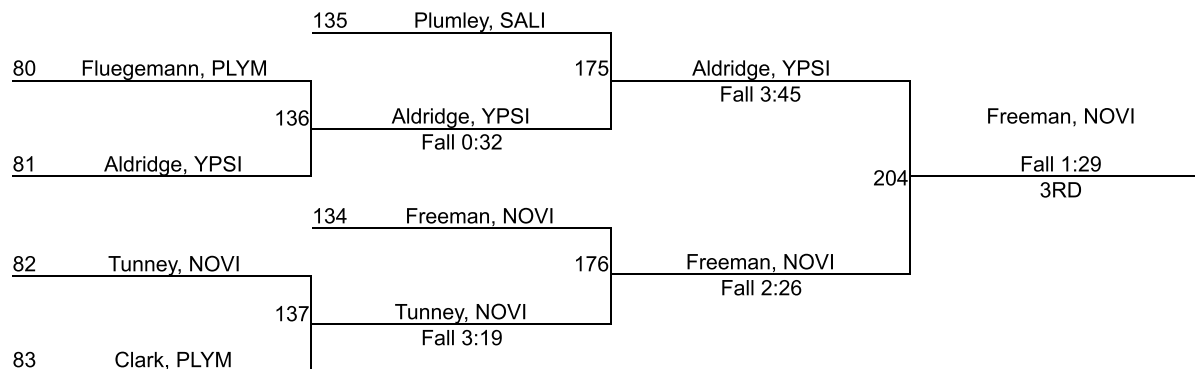 135 Plumley, SALI
80 Fluegemann, PLYM
175 Aldridge, YPSI
Fall 3:45
136 Aldridge, YPSI
Fall 0:32
Freeman, NOVI
81 Aldridge, YPSI
Fall 1:29
204
3RD
134 Freeman, NOVI
82 Tunney, NOVI
176 Freeman, NOVI
Fall 2:26
137 Tunney, NOVI
Fall 3:19
83 Clark, PLYM